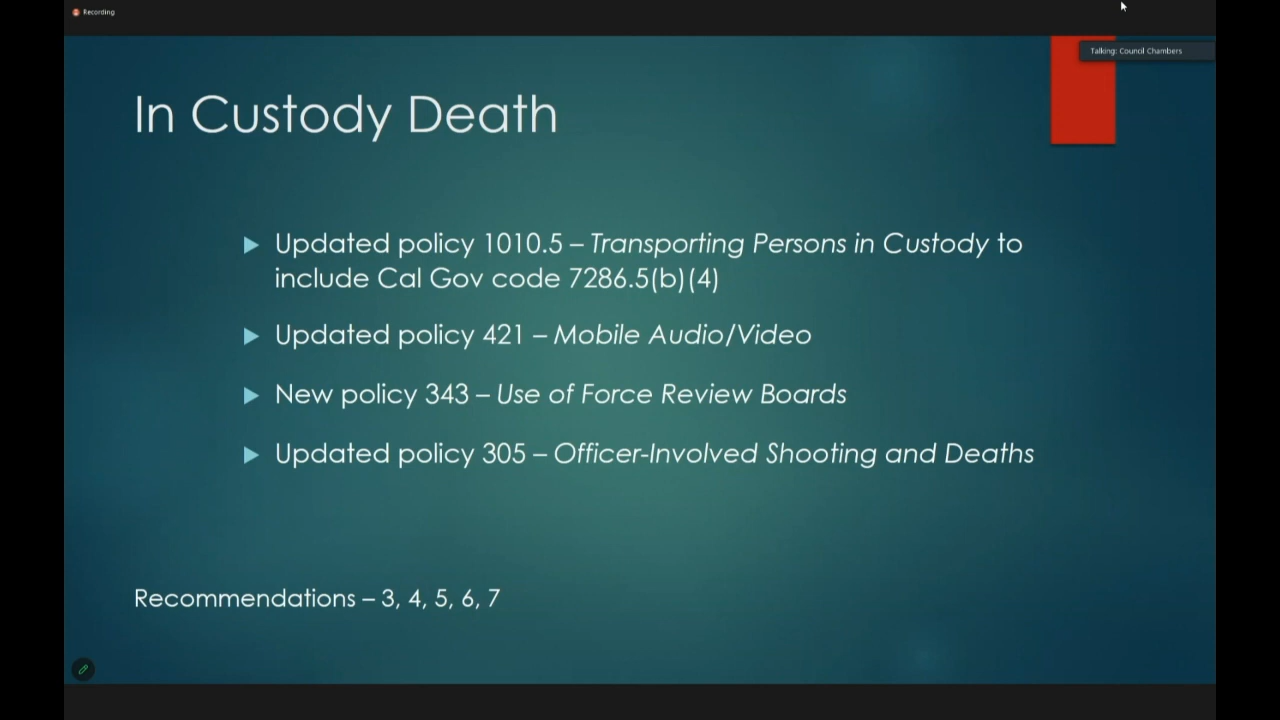 Recording
Talking: Council Chambers
In Custody Death
Updated policy 1010.5 – Transporting Persons in Custody to
include Cal Gov code 7286.5(b)(4)
Updated policy 421 – Mobile Audio/Video
New policy 343 – Use of Force Review Boards
Updated policy 305 – Officer-Involved Shooting and Deaths
Recommendations – 3, 4, 5, 6, 7